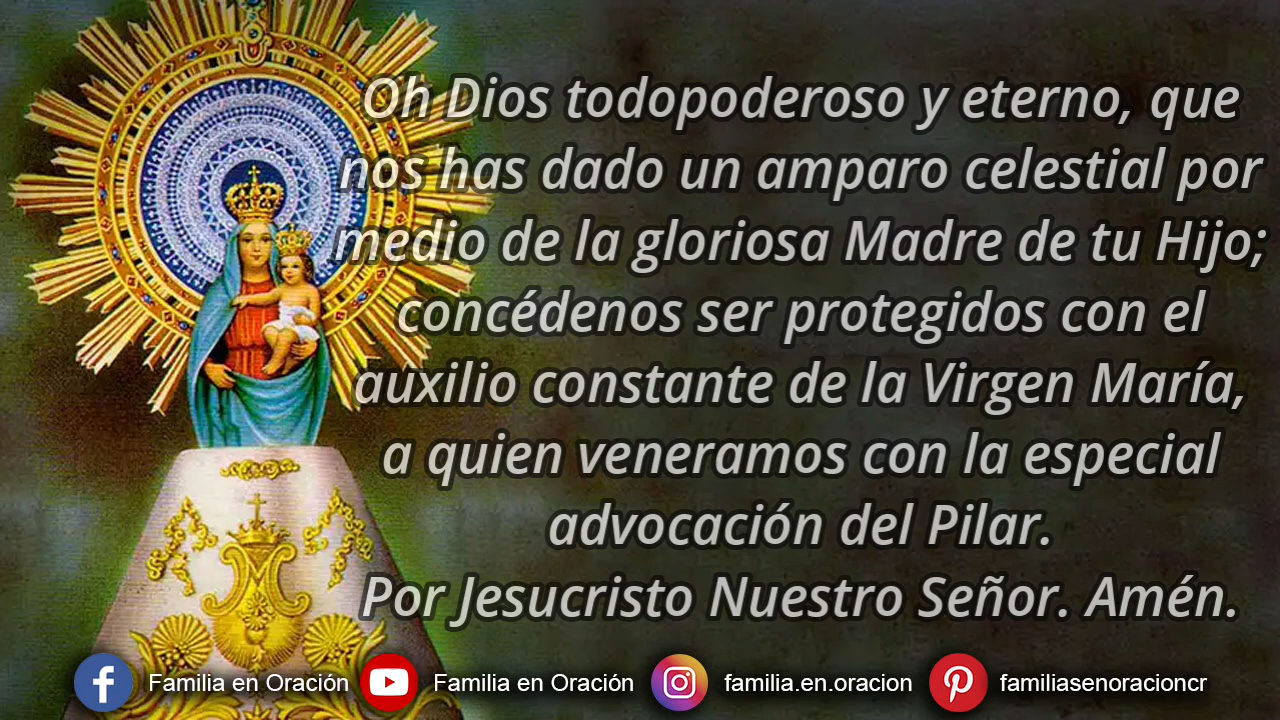 Oh Dios todopoderoso y eterno, que
nos has dado un amparo celestial por
medio de la gloriosa Madre de tu Hijo;
concédenos ser protegidos con el
auxilio constante de la Virgen María,
a quien veneramos con la especial
advocación del Pilar.
Por Jesucristo Nuestro Señor. Amén.
Familia en Oración Familia en Oración familia.en.oracion familiasenoracioncr